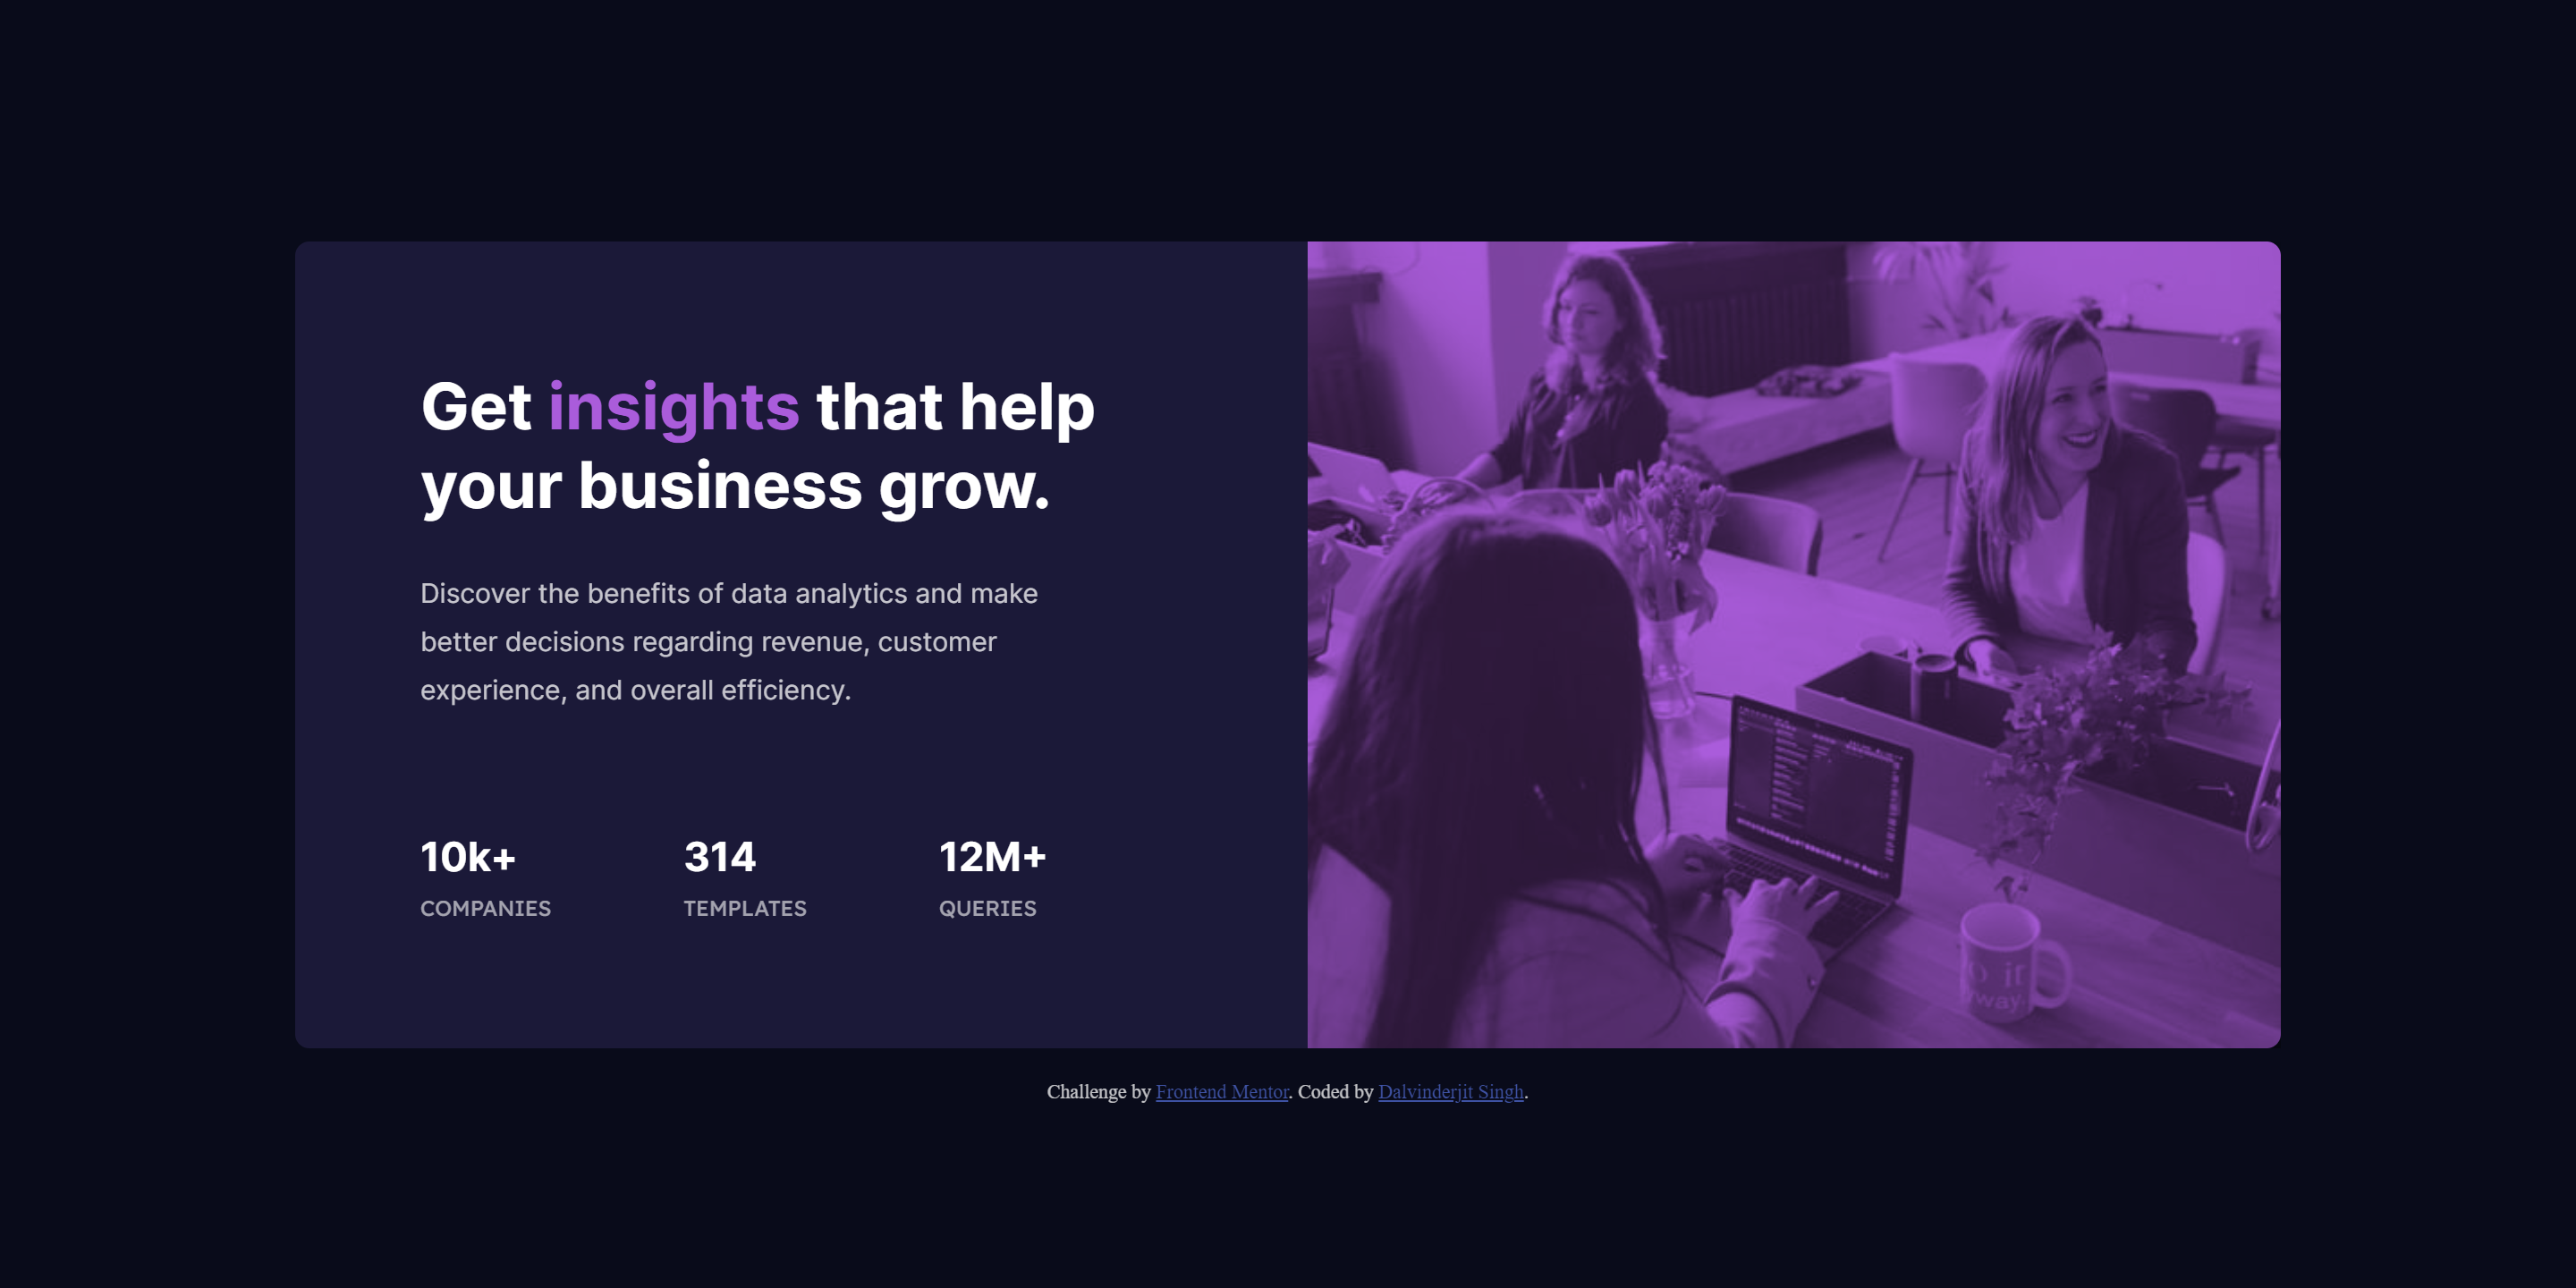 Get insights that help
your business grow.
Discover the benefits of data analytics and make
better decisions regarding revenue, customer
experience, and overall efficiency.
10k+ 314 12M+
COMPANIES TEMPLATES QUERIES
Challenge by Frontend Mentor. Coded by Dalvinderjit Singh.